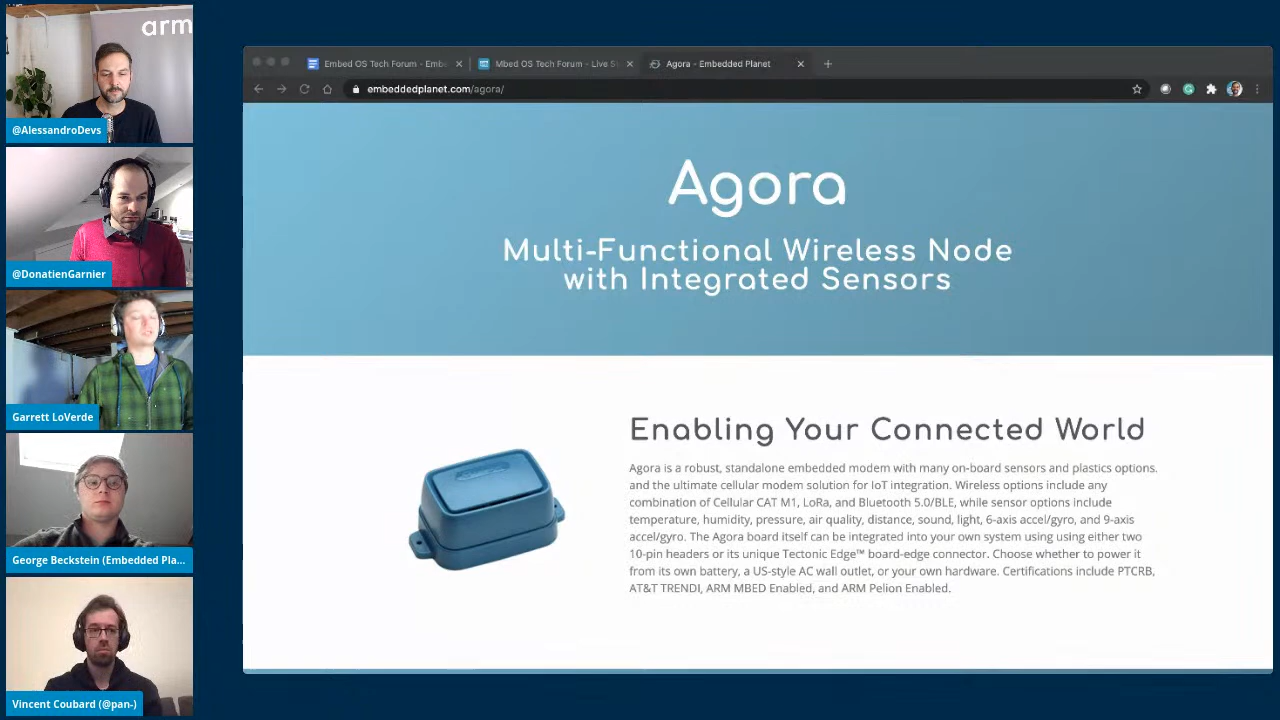 arm
@AlessandroDevs
@DonatienGarnier
Garrett LoVerde
George Beckstein (Embedded Pla...
Vincent Coubard (@pan-)
Embed OS Tech Forum - Embe
Mbed OS Tech Forum - Live S
Agora - Embedded Planet
embeddedplanet.com/agora/
Agora
Multi-Functional Wireless Node
with Integrated Sensors
Enabling Your Connected World
Agora is a robust, standalone embedded modem with many on-board sensors and plastics options.
and the ultimate cellular modem solution for IoT integration. Wireless options include any
combination of Cellular CAT M1, LoRa, and Bluetooth 5.0/BLE, while sensor options include
temperature, humidity, pressure, air quality, distance, sound, light, 6-axis accel/gyro, and 9-axis
accel/gyro. The Agora board itself can be integrated into your own system using using either two
10-pin headers or its unique Tectonic Edge™ board-edge connector. Choose whether to power it
from its own battery, a US-style AC wall outlet, or your own hardware. Certifications include PTCRB,
AT&T TRENDI, ARM MBED Enabled, and ARM Pelion Enabled.